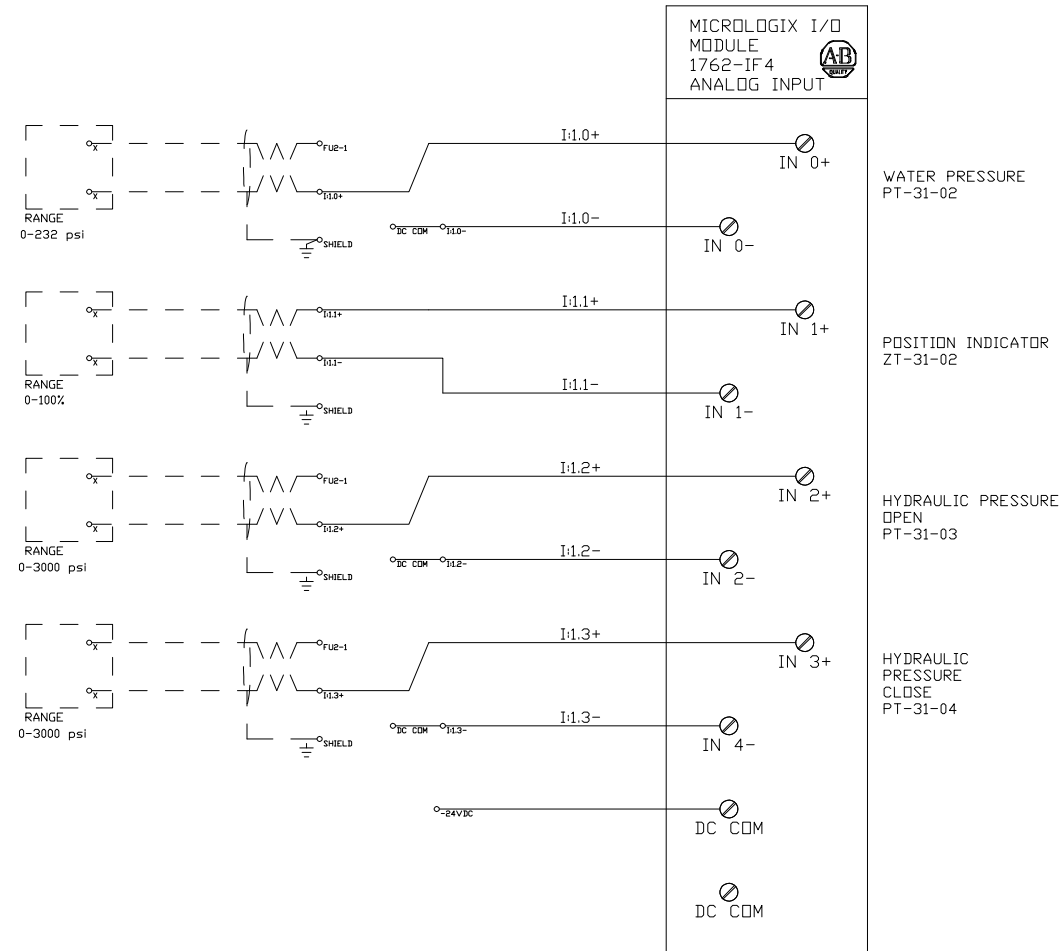 MICROLOGIX I/O
MODULE
1762-IF4
ANALOG INPUT
A-B
QUALITY
X
X
RANGE
0-232 psi
FU2-1
I:1.0+
SHIELD
I:1.0+
DC COM
I:1.0-
I:1.0-
IN 0+
IN 0-
WATER PRESSURE
PT-31-02
X
X
RANGE
0-100%
I:1.1+
I:1.1-
SHIELD
I:1.1+
I:1.1-
IN 1+
IN 1-
POSITION INDICATOR
ZT-31-02
X
X
RANGE
0-3000 psi
FU2-1
I:1.2+
SHIELD
I:1.2+
DC COM
I:1.2-
I:1.2-
IN 2+
IN 2-
HYDRAULIC PRESSURE
OPEN
PT-31-03
X
X
RANGE
0-3000 psi
FU2-1
I:1.3+
SHIELD
I:1.3+
DC COM
I:1.3-
I:1.3-
IN 3+
IN 4-
HYDRAULIC
PRESSURE
CLOSE
PT-31-04
-24VDC
DC COM
DC COM